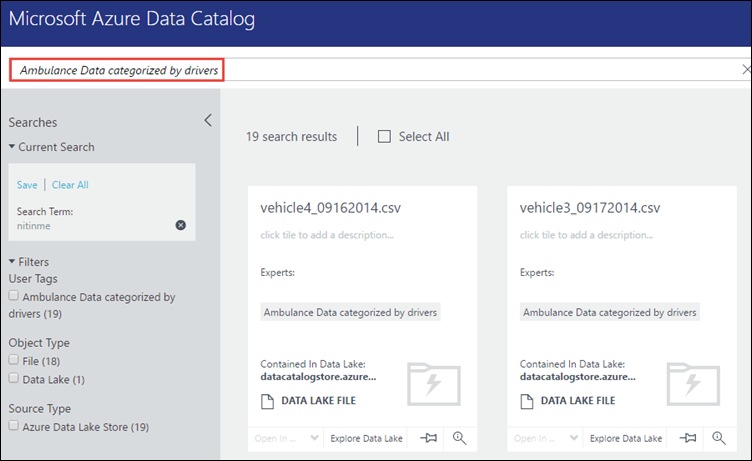 Microsoft Azure Data Catalog
Ambulance Data categorized by drivers
Searches
Current Search
Save | Clear All
Search Term:
nitinme
Filters
User Tags
Ambulance Data categorized by
drivers (19)
Object Type
File (18)
Data Lake (1)
Source Type
Azure Data Lake Store (19)
19 search results
Select All
vehicle4_09162014.csv
click tile to add a description...
Experts:
Ambulance Data categorized by drivers
Contained In Data Lake:
datacatalogstore.azure...
DATA LAKE FILE
Open In ...
Explore Data Lake
vehicle3_09172014.csv
click tile to add a description...
Experts:
Ambulance Data categorized by drivers
Contained In Data Lake:
datacatalogstore.azure...
DATA LAKE FILE
Open In ...
Explore Data Lake